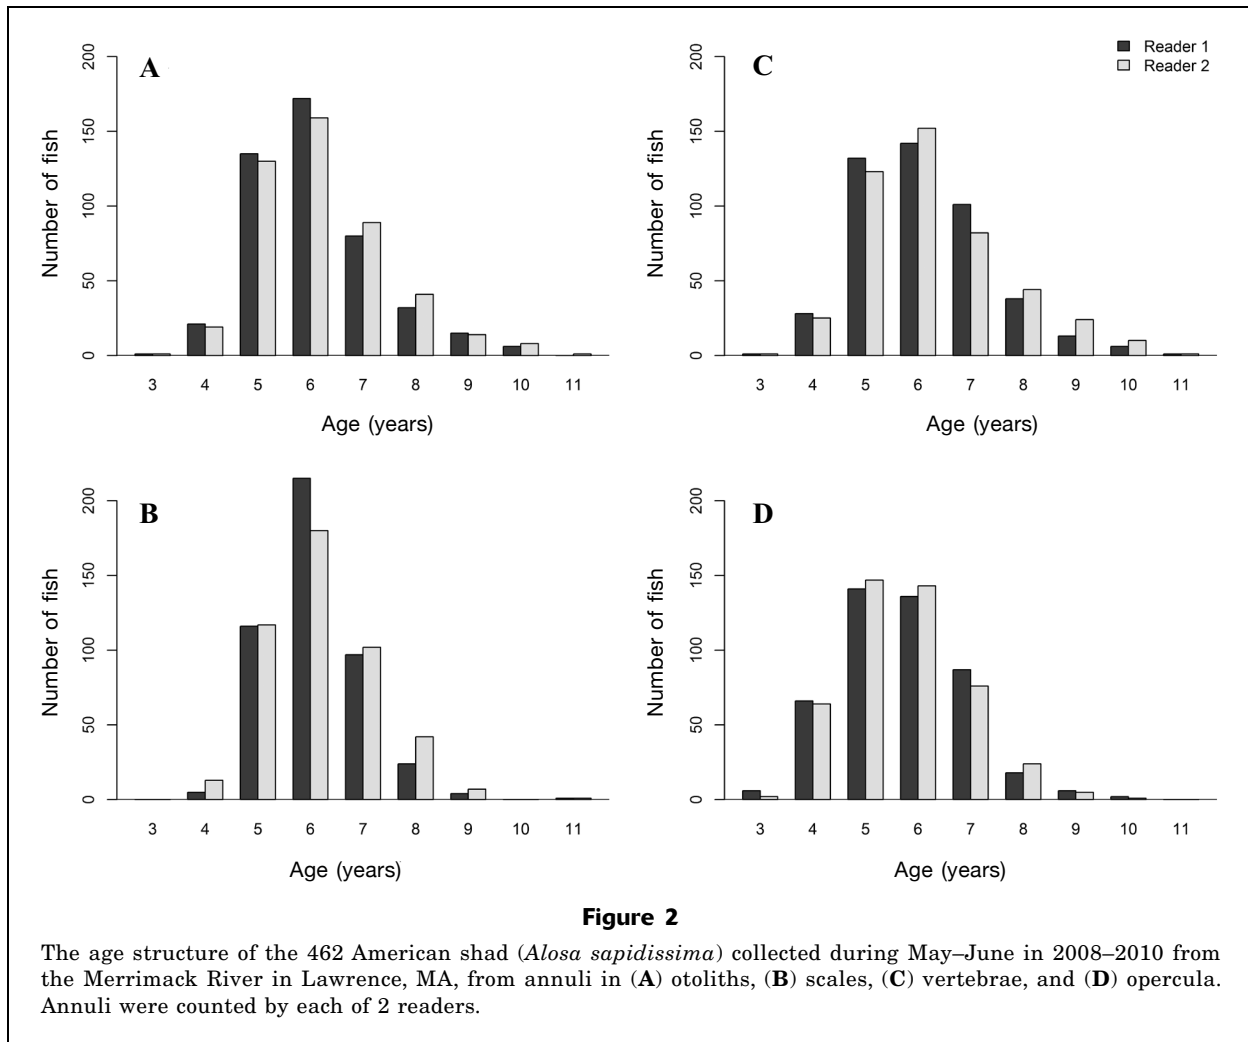 A
200
150
100
50
0
Number of fish
3 4 5 6 7 8 9 10 11
Age (years)
C
Reader 1
Reader 2
200
150
100
50
0
Number of fish
3 4 5 6 7 8 9 10 11
Age (years)
B
200
150
100
50
0
Number of fish
3 4 5 6 7 8 9 10 11
Age (years)
D
200
150
100
50
0
Number of fish
3 4 5 6 7 8 9 10 11
Age (years)
Figure 2
The age structure of the 462 American shad (Alosa sapidissima) collected during May–June in 2008–2010 from
the Merrimack River in Lawrence, MA, from annuli in (A) otoliths, (B) scales, (C) vertebrae, and (D) opercula.
Annuli were counted by each of 2 readers.